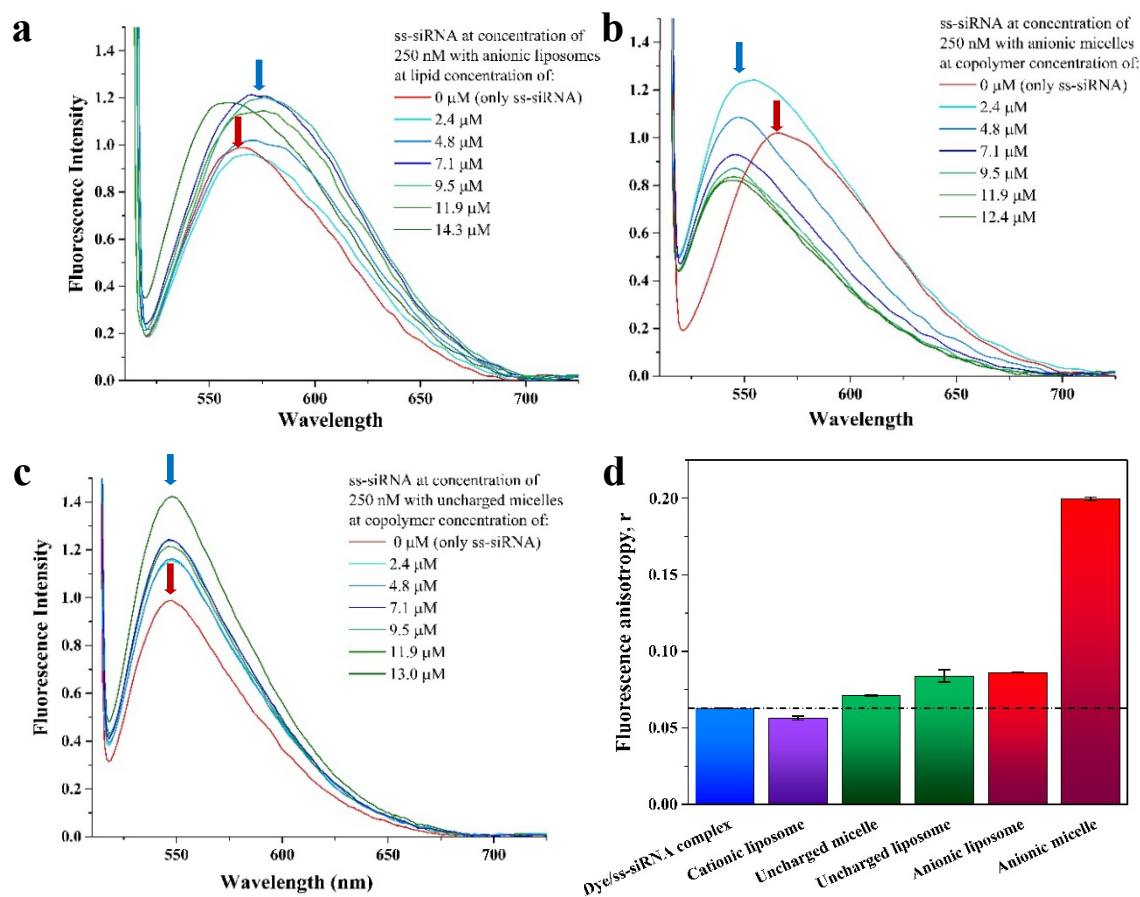 a
ss-siRNA at concentration of
250 nM with anionic liposomes
at lipid concentration of:
0 μM (only ss-siRNA)
2.4 μM
4.8 μM
7.1 μM
9.5 μM
11.9 μM
14.3 μM
Fluorescence Intensity
1.4
1.2
1.0
0.8
0.6
0.4
0.2
0.0
550
600
650
700
Wavelength
b
ss-siRNA at concentration of
250 nM with anionic micelles
at copolymer concentration of:
0 μM (only ss-siRNA)
2.4 μM
4.8 μM
7.1 μM
9.5 μM
11.9 μM
12.4 μM
Fluorescence Intensity
1.4
1.2
1.0
0.8
0.6
0.4
0.2
0.0
550
600
650
700
Wavelength
c
ss-siRNA at concentration of
250 nM with uncharged micelles
at copolymer concentration of:
0 μM (only ss-siRNA)
2.4 μM
4.8 μM
7.1 μM
9.5 μM
11.9 μM
13.0 μM
Fluorescence Intensity
1.4
1.2
1.0
0.8
0.6
0.4
0.2
0.0
550
600
650
700
Wavelength (nm)
d
Fluorescence anisotropy, r
0.20
0.15
0.10
0.05
0.00
Dye/ss-siRNA complex
Cationic liposome
Uncharged micelle
Uncharged liposome
Anionic liposome
Anionic micelle